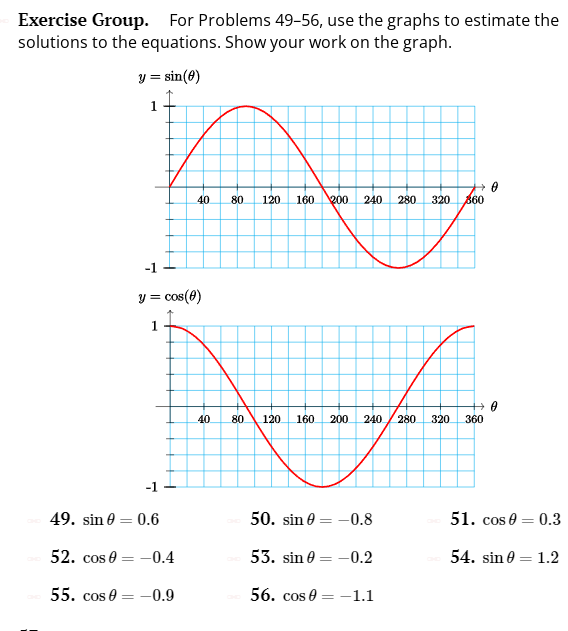 Exercise Group. For Problems 49–56, use the graphs to estimate the
solutions to the equations. Show your work on the graph.
y = sin(θ)
1
θ
40 80 120 160 200 240 280 320 360
-1
y = cos(θ)
1
θ
40 80 120 160 200 240 280 320 360
-1
49. sin θ = 0.6 50. sin θ = −0.8 51. cos θ = 0.3
52. cos θ = −0.4 53. sin θ = −0.2 54. sin θ = 1.2
55. cos θ = −0.9 56. cos θ = −1.1